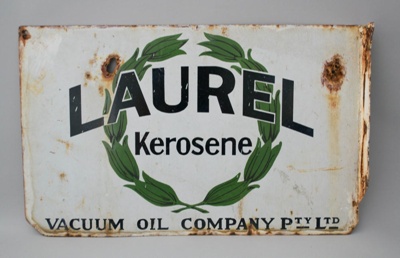 LAUREL
Kerosene
VACUUM OIL COMPANY PTY LTD